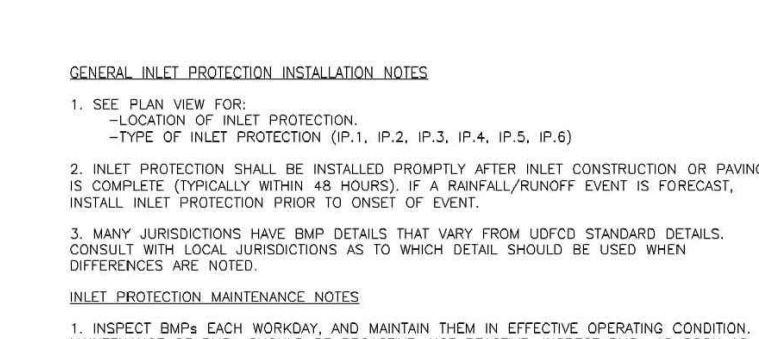 GENERAL INLET PROTECTION INSTALLATION NOTES
1. SEE PLAN VIEW FOR:
-LOCATION OF INLET PROTECTION.
-TYPE OF INLET PROTECTION (IP.1, IP.2, IP.3, IP.4, IP.5, IP.6)
2. INLET PROTECTION SHALL BE INSTALLED PROMPTLY AFTER INLET CONSTRUCTION OR PAVING
IS COMPLETE (TYPICALLY WITHIN 48 HOURS). IF A RAINFALL/RUNOFF EVENT IS FORECAST,
INSTALL INLET PROTECTION PRIOR TO ONSET OF EVENT.
3. MANY JURISDICTIONS HAVE BMP DETAILS THAT VARY FROM UDFCD STANDARD DETAILS.
CONSULT WITH LOCAL JURISDICTIONS AS TO WHICH DETAIL SHOULD BE USED WHEN
DIFFERENCES ARE NOTED.
INLET PROTECTION MAINTENANCE NOTES
1. INSPECT BMPs EACH WORKDAY, AND MAINTAIN THEM IN EFFECTIVE OPERATING CONDITION.